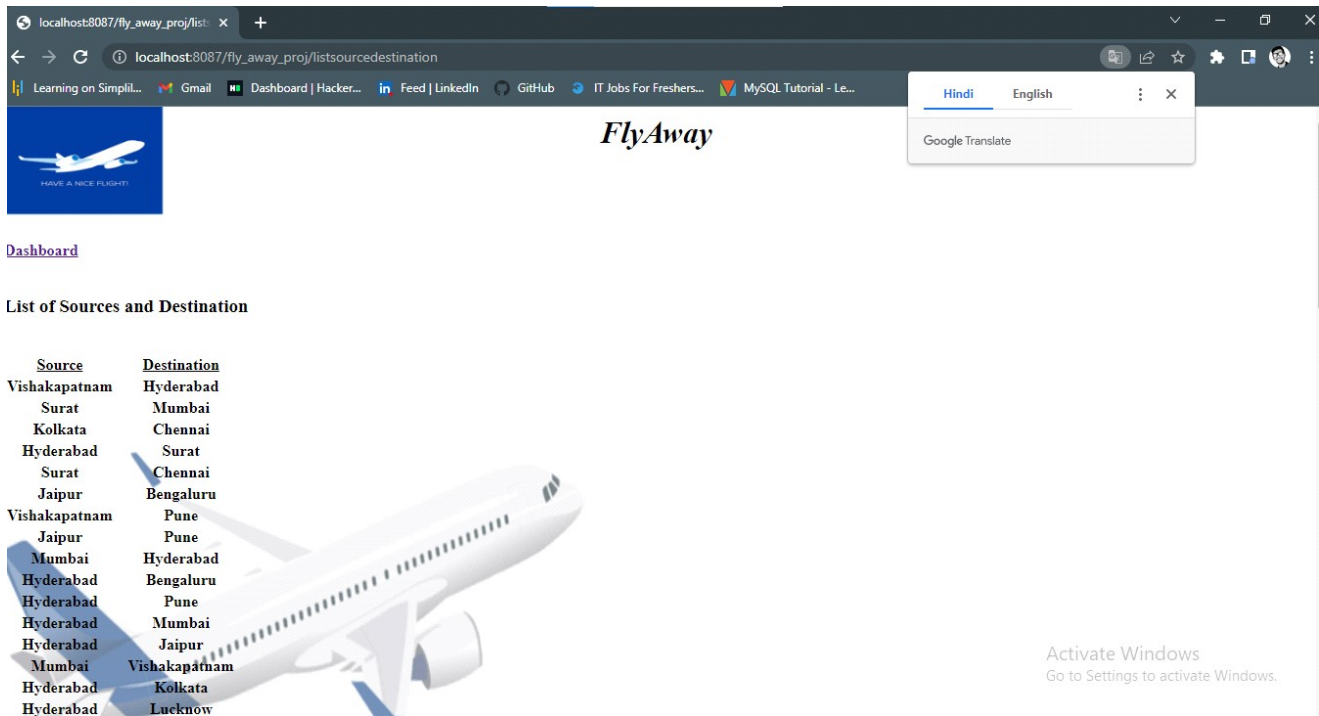 localhost:8087/fly_away_proj/list:
localhost:8087/fly_away_proj/listsourcedestination
Learning on Simplil... Gmail Dashboard | Hacker... Feed | LinkedIn GitHub IT Jobs For Freshers... MySQL Tutorial - Le...
Hindi English
Google Translate
FlyAway
HAVE A NICE FLIGHT!
Dashboard
List of Sources and Destination
Source Destination
Vishakapatnam Hyderabad
Surat Mumbai
Kolkata Chennai
Hyderabad Surat
Surat Chennai
Jaipur Bengaluru
Vishakapatnam Pune
Jaipur Pune
Mumbai Hyderabad
Hyderabad Bengaluru
Hyderabad Pune
Hyderabad Mumbai
Hyderabad Jaipur
Mumbai Vishakapatnam
Hyderabad Kolkata
Hyderabad Lucknow
Activate Windows
Go to Settings to activate Windows.